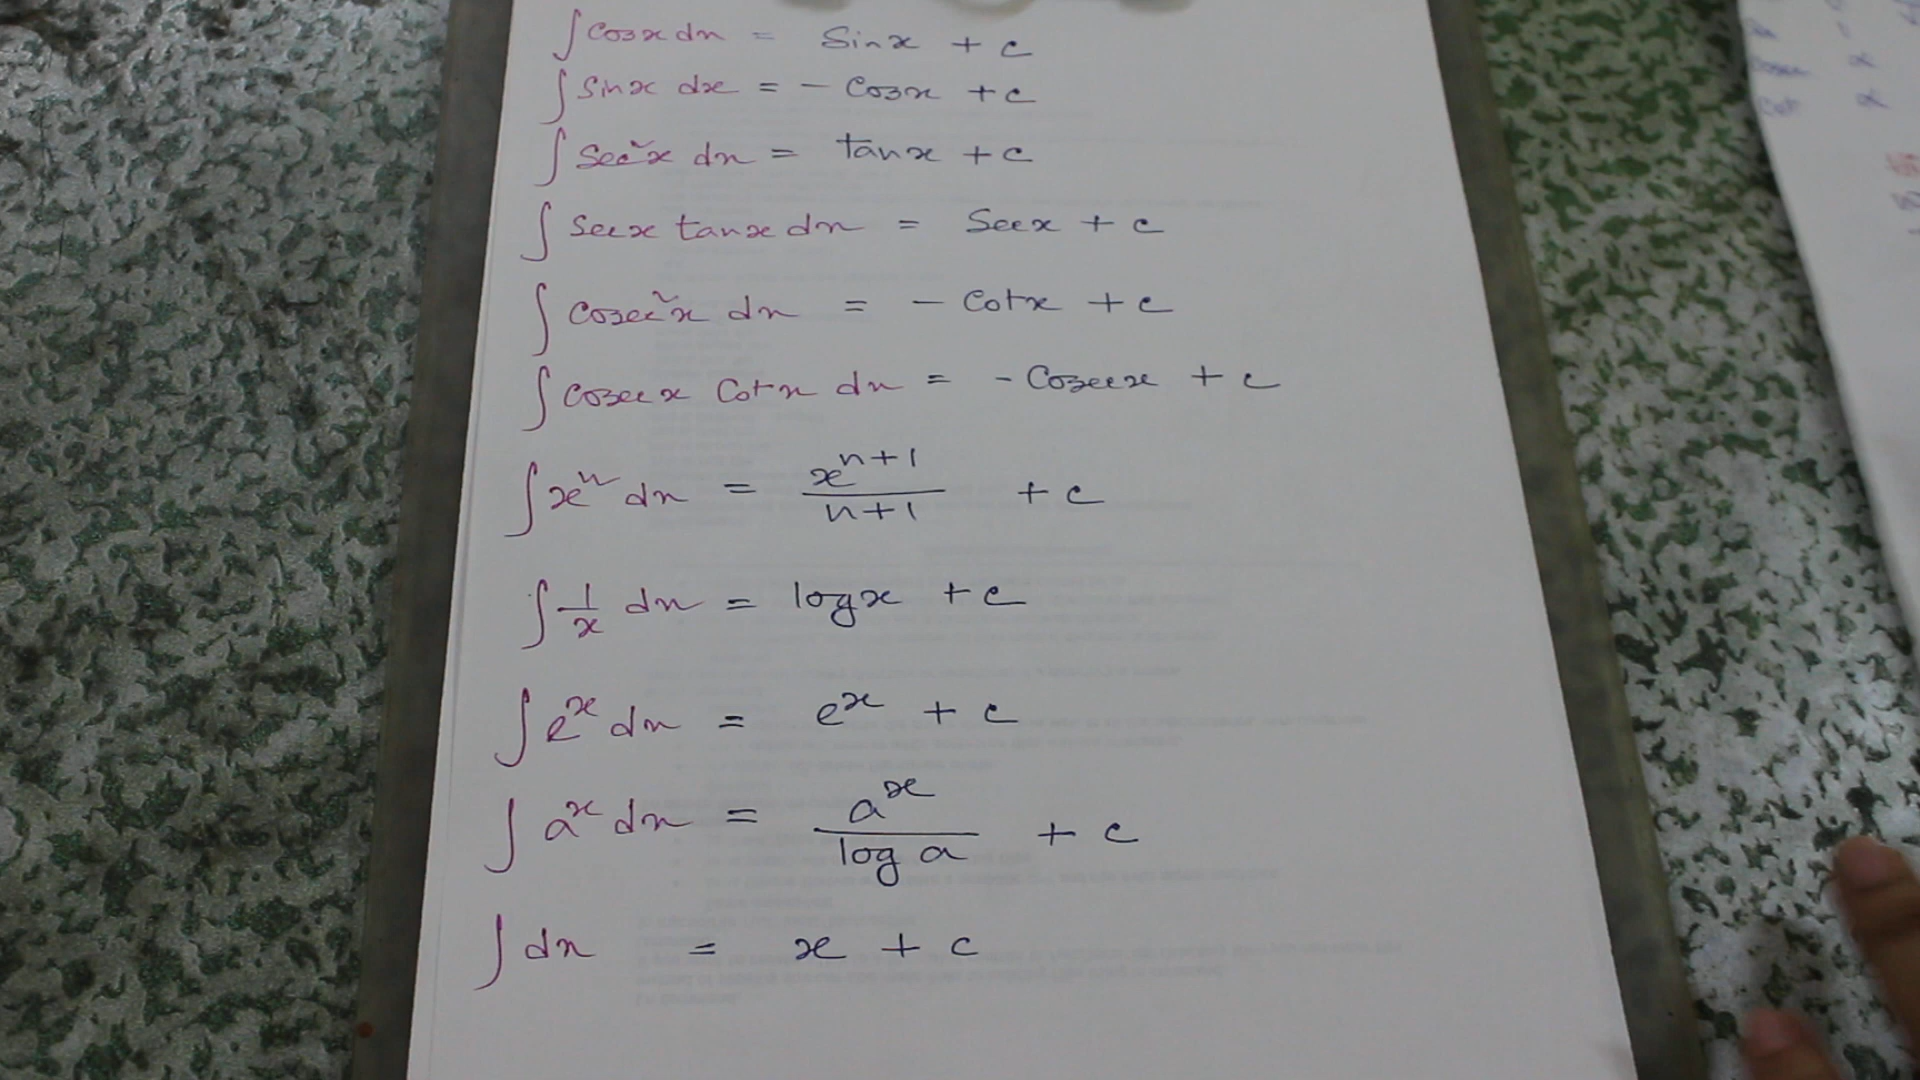 ∫ cosx dx = Sinx + c
∫ sinx dx = - cosx + c
∫ Sec²x dx = tanx + c
∫ Secx tanx dx = Secx + c
∫ cosec²x dx = - Cotx + c
∫ cosecx Cotx dx = - Cosecx + c
∫ xⁿ dx = xⁿ⁺¹/n+1 + c
∫ 1/x dx = logx + c
∫ eˣ dx = eˣ + c
∫ aˣ dx = aˣ/log a + c
∫ dx = x + c